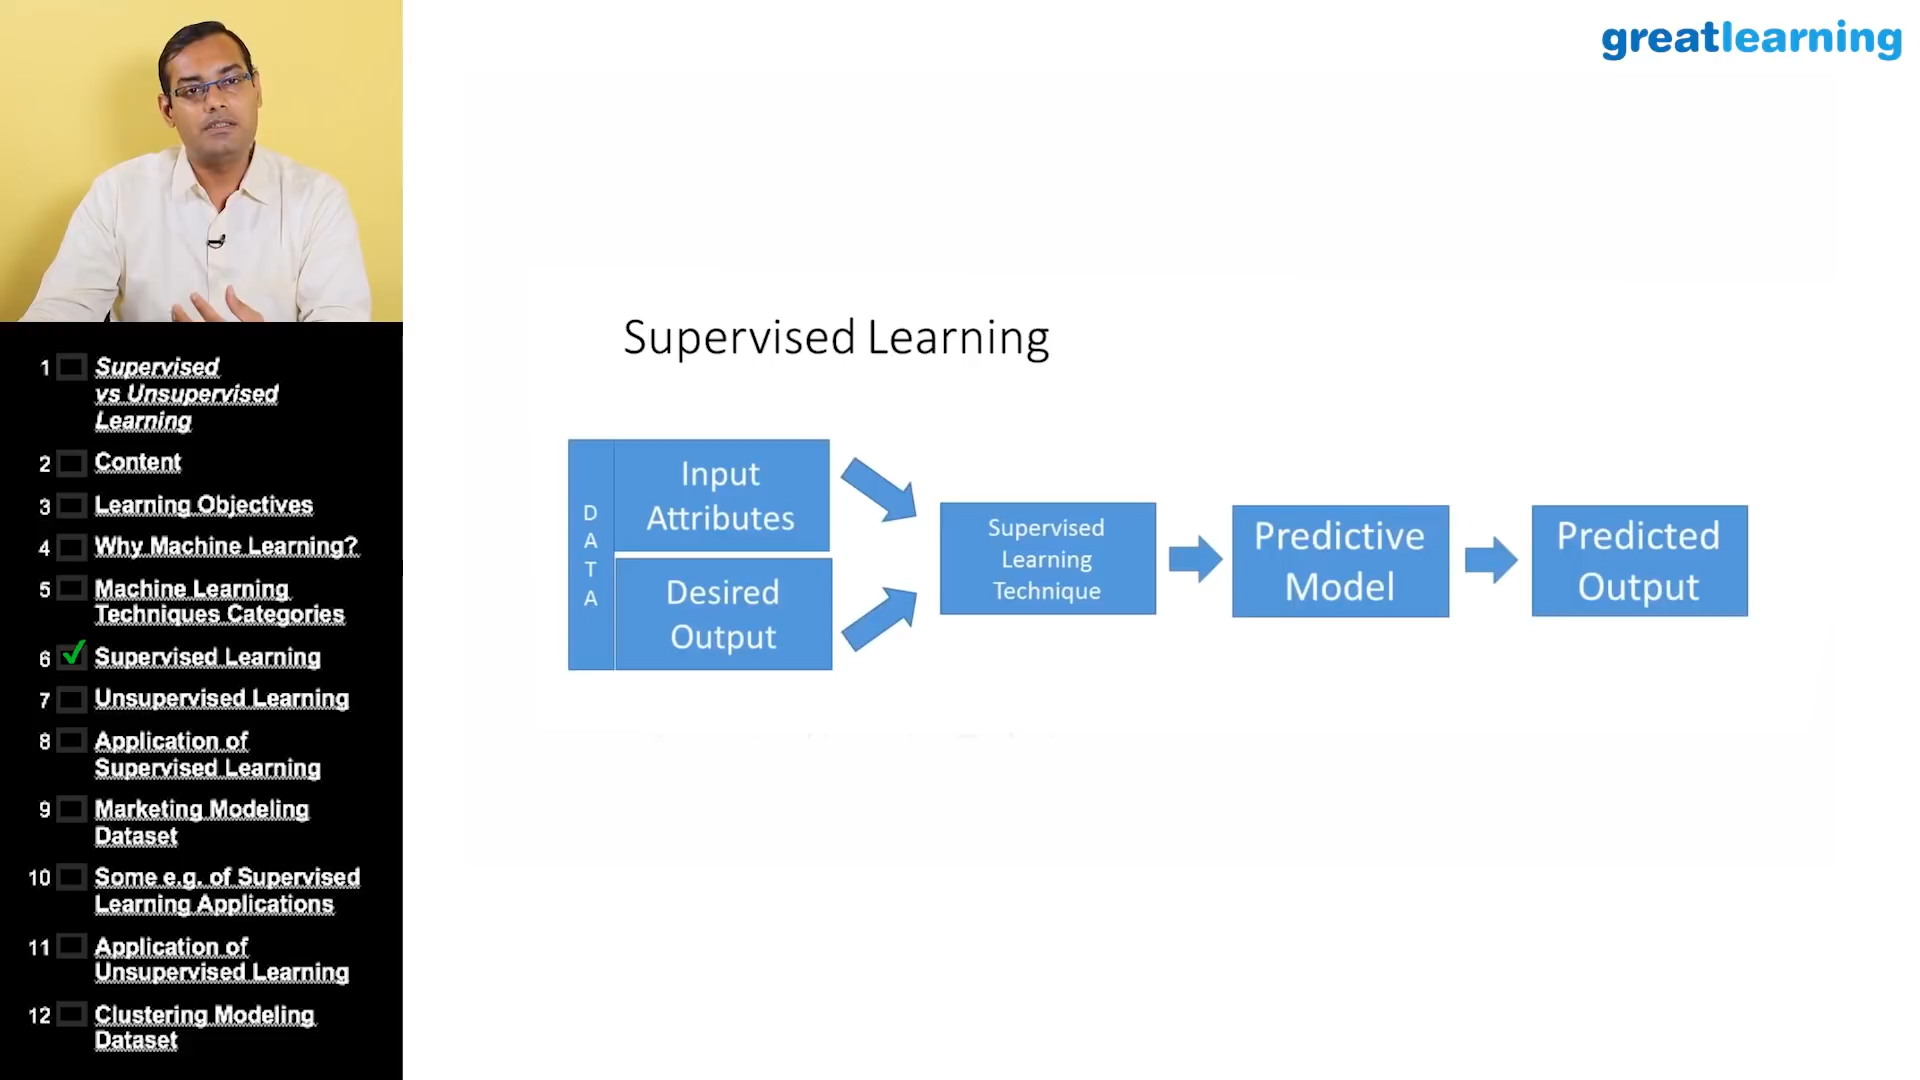 greatlearning
1 Supervised
vs Unsupervised
Learning
2 Content
3 Learning Objectives
4 Why Machine Learning?
5 Machine Learning
Techniques Categories
6 Supervised Learning
7 Unsupervised Learning
8 Application of
Supervised Learning
9 Marketing Modeling
Dataset
10 Some e.g. of Supervised
Learning Applications
11 Application of
Unsupervised Learning
12 Clustering Modeling
Dataset
Supervised Learning
DATA
Input
Attributes
Desired
Output
Supervised
Learning
Technique
Predictive
Model
Predicted
Output